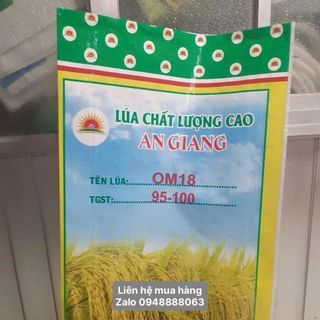 LÚA CHẤT LƯỢNG CAO
AN GIANG
TÊN LÚA: OM18
TGST: 95-100
Liên hệ mua hàng
Zalo 0948888063